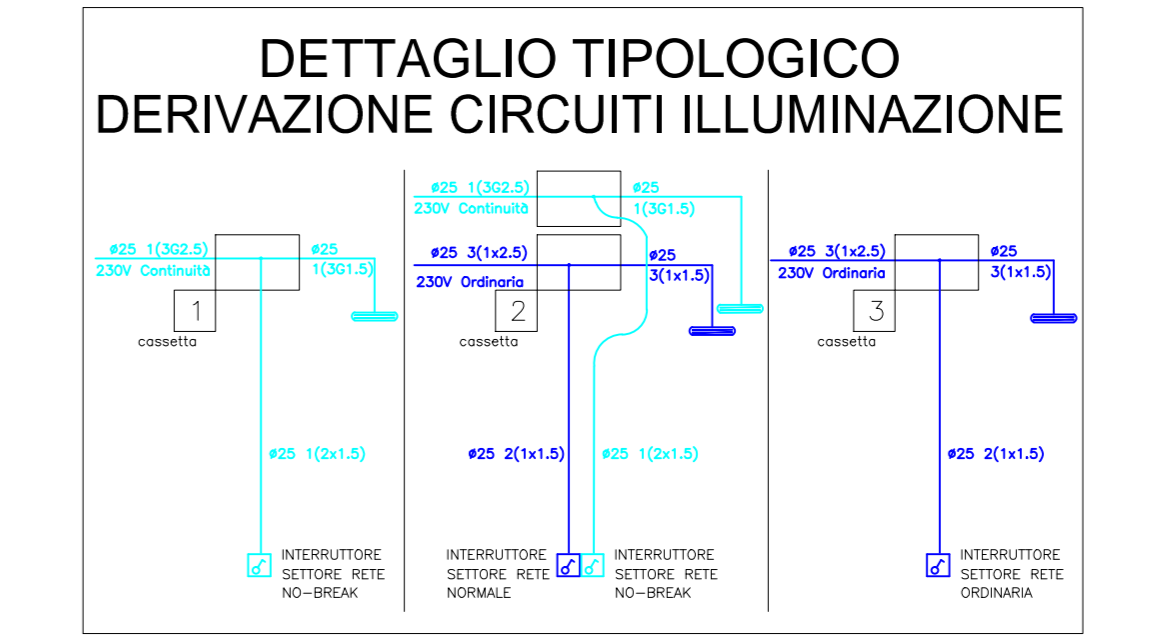 DETTAGLIO TIPOLOGICO
DERIVAZIONE CIRCUITI ILLUMINAZIONE
ø25 1(3G2.5)
230V Continuità
ø25
1(3G1.5)
1
cassetta
ø25 1(2x1.5)
INTERRUTTORE
SETTORE RETE
NO-BREAK
ø25 1(3G2.5)
230V Continuità
ø25
1(3G1.5)
ø25 3(1x2.5)
230V Ordinaria
ø25
3(1x1.5)
2
cassetta
ø25 2(1x1.5)
ø25 1(2x1.5)
INTERRUTTORE
SETTORE RETE
NORMALE
INTERRUTTORE
SETTORE RETE
NO-BREAK
ø25 3(1x2.5)
230V Ordinaria
ø25
3(1x1.5)
3
cassetta
ø25 2(1x1.5)
INTERRUTTORE
SETTORE RETE
ORDINARIA